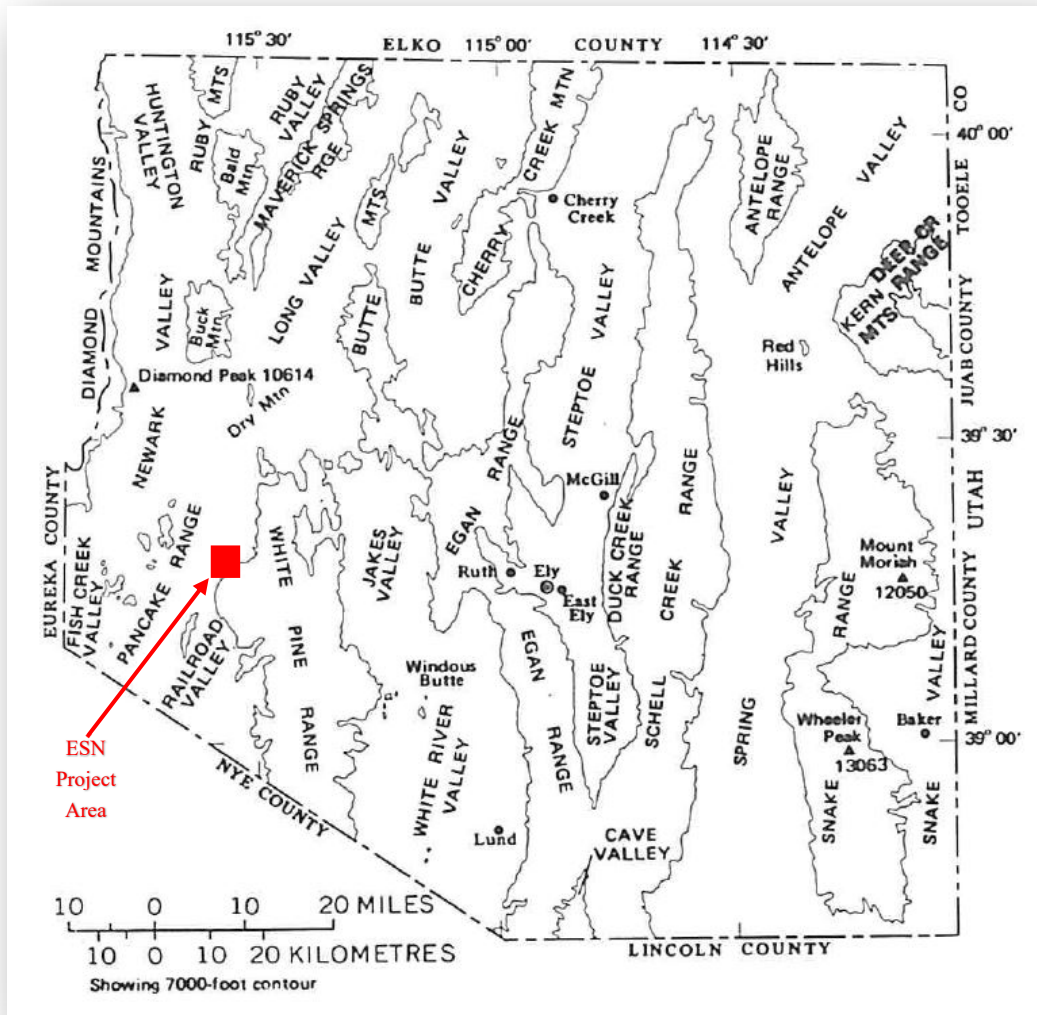 115° 30'
ELKO
115° 00'
COUNTY
114° 30'
HUNTINGTON
VALLEY
RUBY
MTS
Bald
Mtn
RUBY
VALLEY
MAVERICK SPRINGS
RGE
LONG VALLEY
MTS
BUTTE
BUTTE
VALLEY
CHERRY
CREEK MTN
Cherry
Creek
ANTELOPE
RANGE
ANTELOPE
VALLEY
40° 00'
TOOELE
CO
DEEP CR
RANGE
KERN
MTS
JUAB COUNTY
DIAMOND
MOUNTAINS
VALLEY
Buck
Mtn
Diamond Peak 10614
Dry Mtn
NEWARK
STEPTOE
VALLEY
Red
Hills
39° 30'
UTAH
EUREKA COUNTY
FISH CREEK
VALLEY
PANCAKE
RANGE
RAILROAD
VALLEY
WHITE
PINE
RANGE
JAKES
VALLEY
EGAN
RANGE
McGill
Ruth
Ely
East
Ely
DUCK CREEK
RANGE
SCHELL
CREEK
RANGE
SPRING
VALLEY
Mount
Moriah
12050
SNAKE
RANGE
MILLARD COUNTY
Windous
Butte
WHITE RIVER
VALLEY
EGAN
RANGE
STEPTOE
VALLEY
Wheeler
Peak
13063
Baker
SNAKE
VALLEY
39° 00'
ESN
Project
Area
NYE COUNTY
Lund
CAVE
VALLEY
LINCOLN COUNTY
10 0 10 20 MILES
10 0 10 20 KILOMETRES
Showing 7000-foot contour